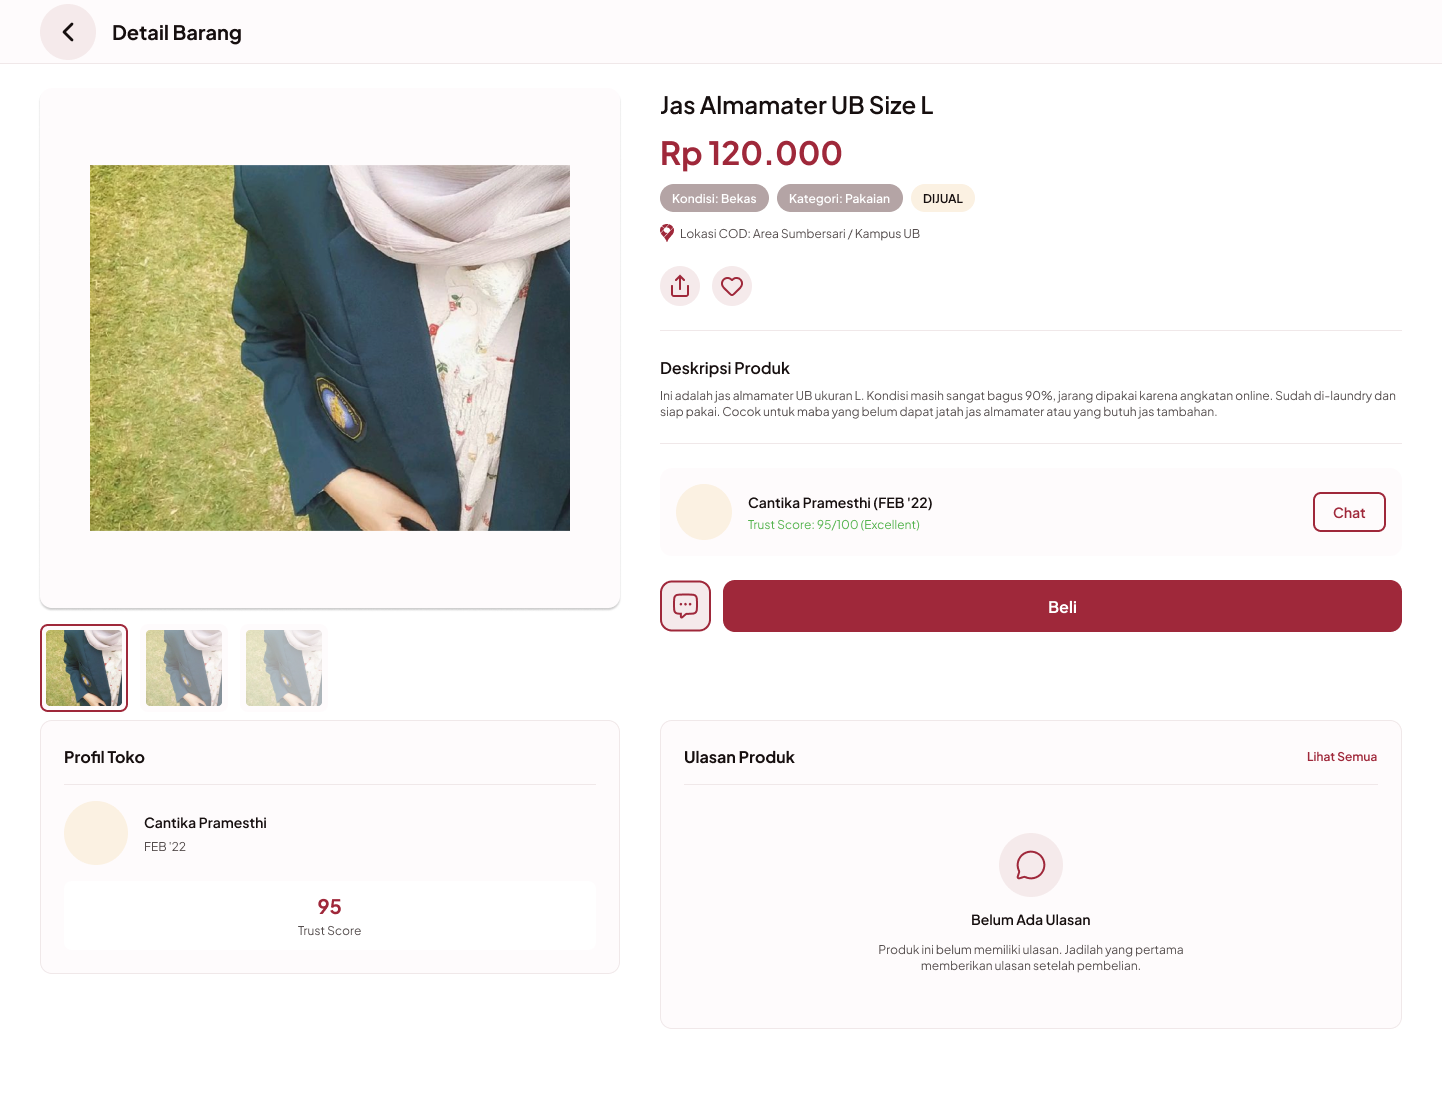 Detail Barang
Jas Almamater UB Size L
Rp 120.000
Kondisi: Bekas
Kategori: Pakaian
DIJUAL
Lokasi COD: Area Sumbersari / Kampus UB
Deskripsi Produk
Ini adalah jas almamater UB ukuran L. Kondisi masih sangat bagus 90%, jarang dipakai karena angkatan online. Sudah di-laundry dan
siap pakai. Cocok untuk maba yang belum dapat jatah jas almamater atau yang butuh jas tambahan.
Cantika Pramesthi (FEB '22)
Trust Score: 95/100 (Excellent)
Chat
Beli
Profil Toko
Cantika Pramesthi
FEB '22
95
Trust Score
Ulasan Produk
Lihat Semua
Belum Ada Ulasan
Produk ini belum memiliki ulasan. Jadilah yang pertama
memberikan ulasan setelah pembelian.